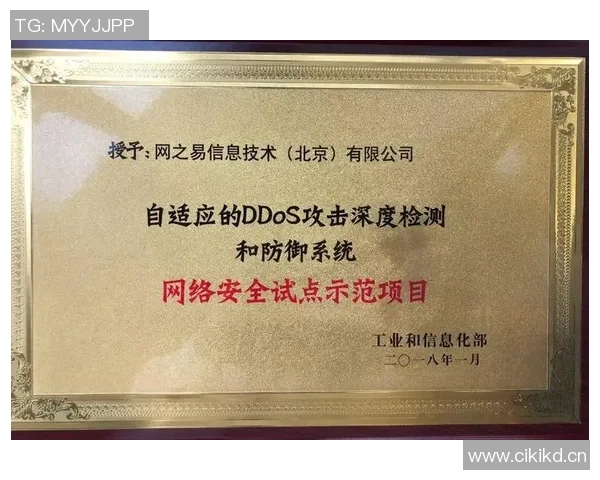 TG: MYYJJPP
授予:网之易信息技术(北京)有限公司
自适应的DDoS攻击深度检测
和防御系统
网络安全试点示范项目
工业和信息化部
二〇一八年一月
www.cikikd.cn